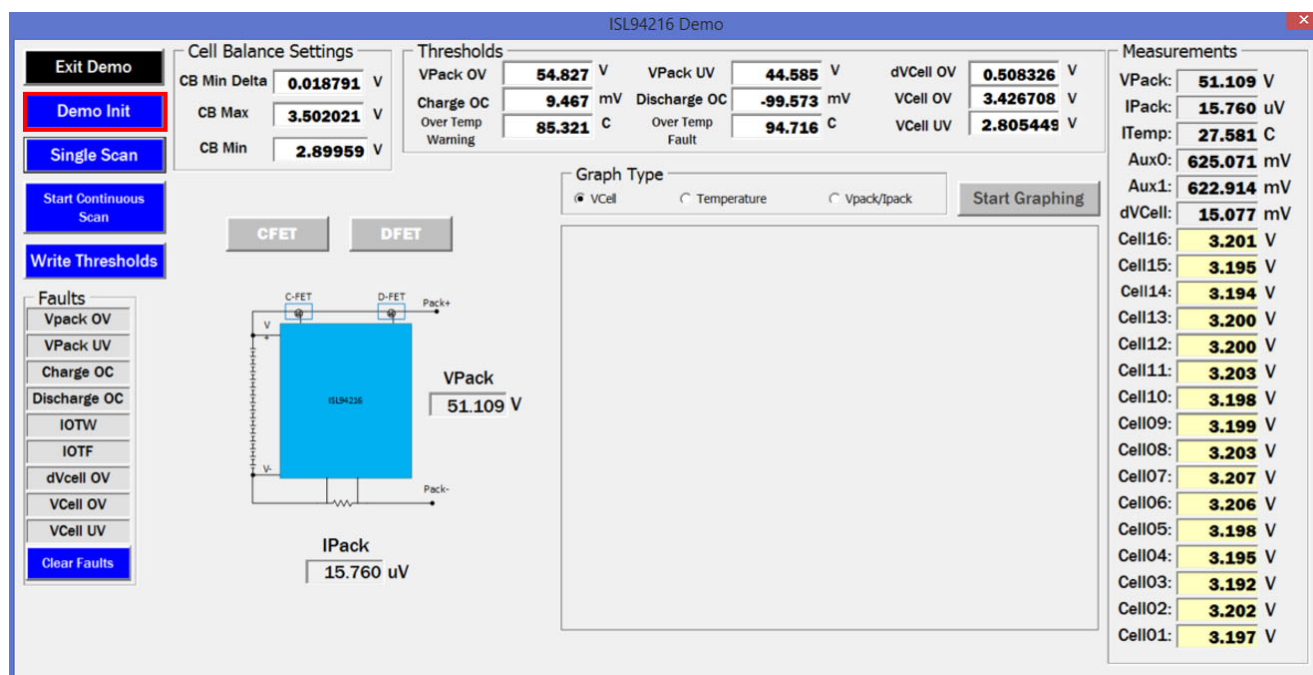 ISL94216 Demo
×
Exit Demo
Demo Init
Single Scan
Start Continuous
Scan
Write Thresholds
Faults
Vpack OV
VPack UV
Charge OC
Discharge OC
IOTW
IOTF
dVcell OV
VCell OV
VCell UV
Clear Faults
Cell Balance Settings
CB Min Delta 0.018791 V
CB Max 3.502021 V
CB Min 2.89959 V
Thresholds
VPack OV 54.827 V VPack UV 44.585 V dVCell OV 0.508326 V
Charge OC 9.467 mV Discharge OC -99.573 mV VCell OV 3.426708 V
Over Temp
Warning 85.321 C Over Temp
Fault 94.716 C VCell UV 2.805449 V
CFET DFET
C-FET D-FET Pack+
V
+
ISL94216
VPack
51.109 V
V-
Pack-
IPack
15.760 uV
Graph Type
VCell Temperature Vpack/Ipack
Start Graphing
Measurements
VPack: 51.109 V
IPack: 15.760 uV
ITemp: 27.581 C
Aux0: 625.071 mV
Aux1: 622.914 mV
dVCell: 15.077 mV
Cell16: 3.201 V
Cell15: 3.195 V
Cell14: 3.194 V
Cell13: 3.200 V
Cell12: 3.200 V
Cell11: 3.203 V
Cell10: 3.198 V
Cell09: 3.199 V
Cell08: 3.203 V
Cell07: 3.207 V
Cell06: 3.206 V
Cell05: 3.198 V
Cell04: 3.195 V
Cell03: 3.192 V
Cell02: 3.202 V
Cell01: 3.197 V